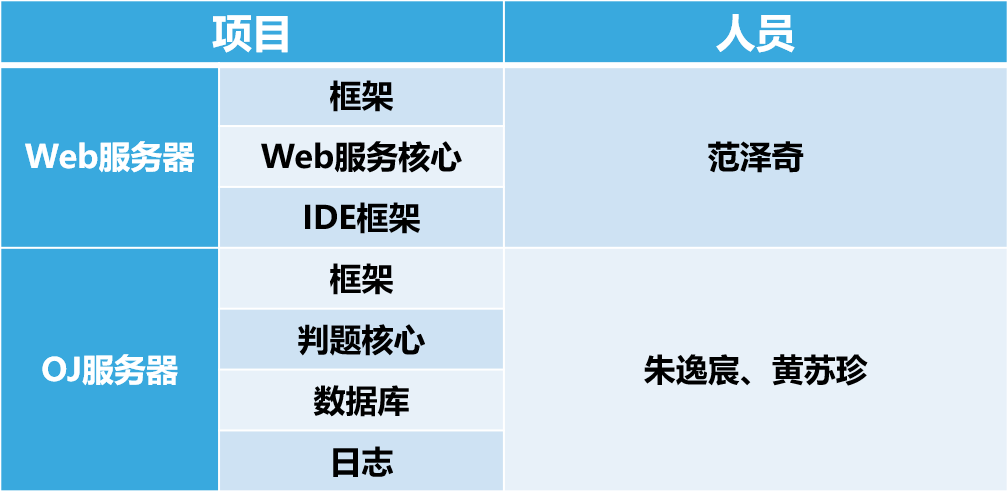 项目
人员
Web服务器
框架
Web服务核心
IDE框架
范泽奇
OJ服务器
框架
判题核心
数据库
日志
朱逸宸、黄苏珍